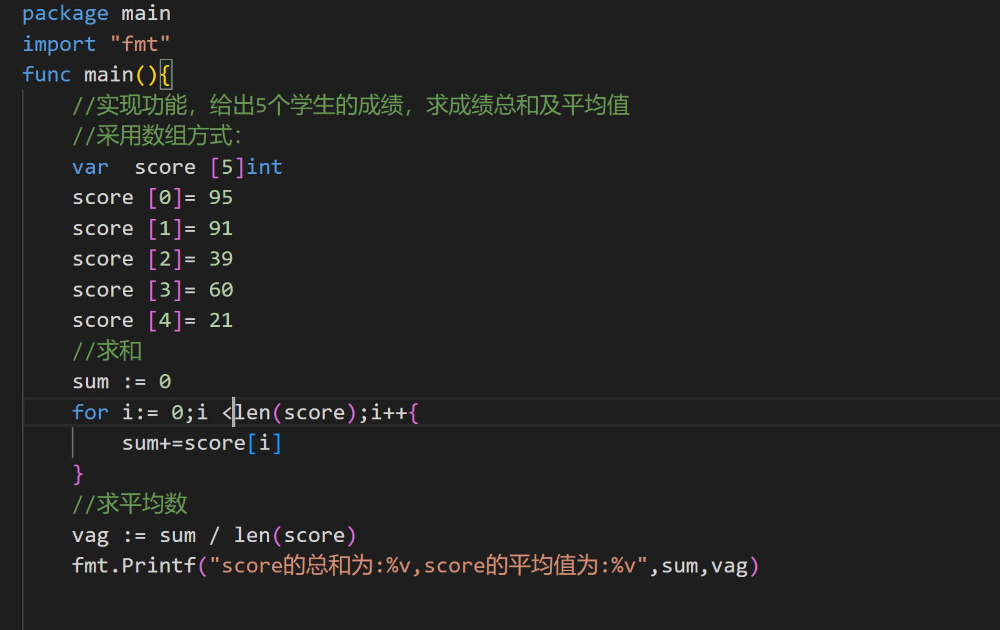 package main
import "fmt"
func main(){
    //实现功能，给出5个学生的成绩，求成绩总和及平均值
    //采用数组方式：
    var  score [5]int
    score [0]= 95
    score [1]= 91
    score [2]= 39
    score [3]= 60
    score [4]= 21
    //求和
    sum := 0
    for i:= 0;i <len(score);i++{
        sum+=score[i]
    }
    //求平均数
    vag := sum / len(score)
    fmt.Printf("score的总和为:%v,score的平均值为:%v",sum,vag)